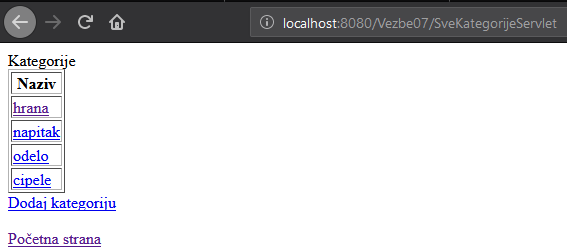 localhost:8080/Vezbe07/SveKategorijeServlet
Kategorije
Naziv
hrana
napitak
odelo
cipele
Dodaj kategoriju
Početna strana